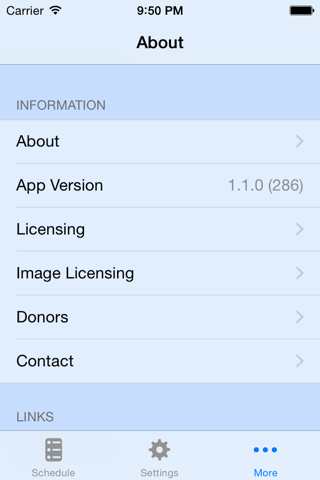 Carrier 9:50 PM
About
INFORMATION
About
App Version 1.1.0 (286)
Licensing
Image Licensing
Donors
Contact
LINKS
Schedule Settings More